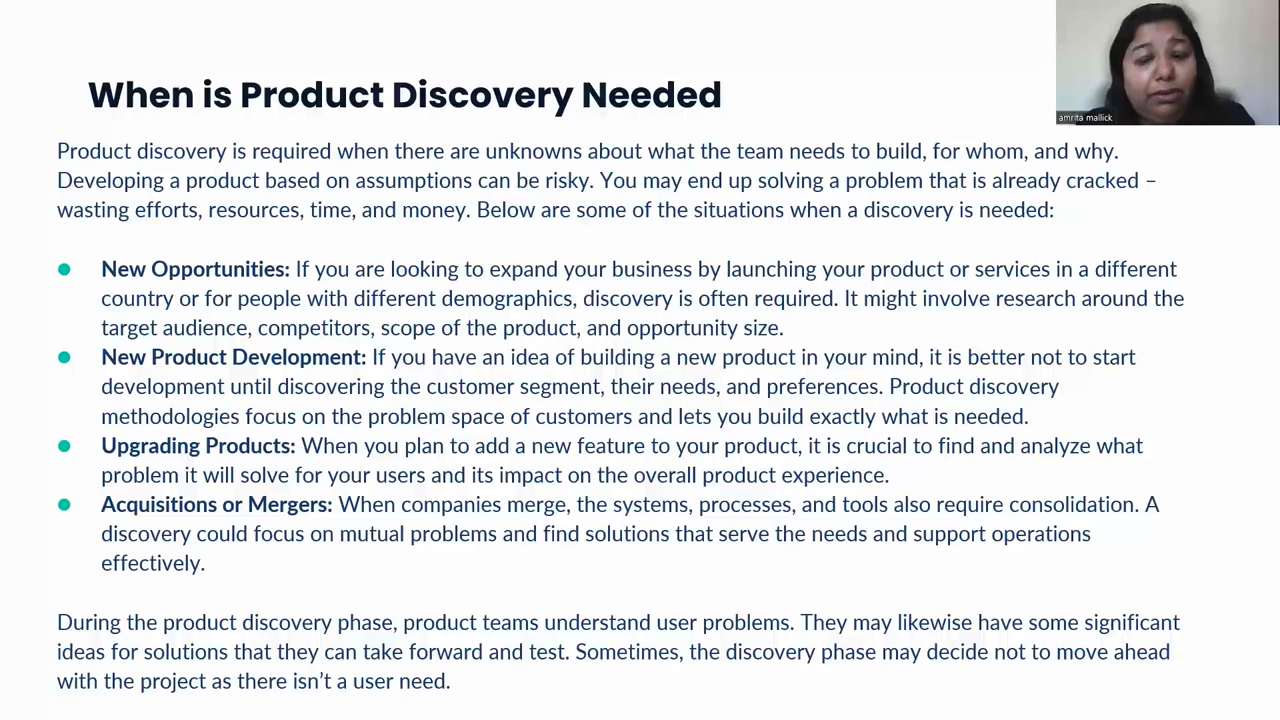 When is Product Discovery Needed
amrita mallick
Product discovery is required when there are unknowns about what the team needs to build, for whom, and why.
Developing a product based on assumptions can be risky. You may end up solving a problem that is already cracked –
wasting efforts, resources, time, and money. Below are some of the situations when a discovery is needed:
● New Opportunities: If you are looking to expand your business by launching your product or services in a different
country or for people with different demographics, discovery is often required. It might involve research around the
target audience, competitors, scope of the product, and opportunity size.
● New Product Development: If you have an idea of building a new product in your mind, it is better not to start
development until discovering the customer segment, their needs, and preferences. Product discovery
methodologies focus on the problem space of customers and lets you build exactly what is needed.
● Upgrading Products: When you plan to add a new feature to your product, it is crucial to find and analyze what
problem it will solve for your users and its impact on the overall product experience.
● Acquisitions or Mergers: When companies merge, the systems, processes, and tools also require consolidation. A
discovery could focus on mutual problems and find solutions that serve the needs and support operations
effectively.
During the product discovery phase, product teams understand user problems. They may likewise have some significant
ideas for solutions that they can take forward and test. Sometimes, the discovery phase may decide not to move ahead
with the project as there isn’t a user need.